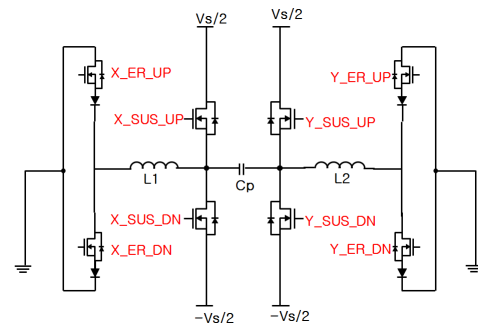 Vs/2 Vs/2
X_ER_UP Y_ER_UP
X_SUS_UP Y_SUS_UP
L1 Cp L2
X_SUS_DN Y_SUS_DN
X_ER_DN Y_ER_DN
-Vs/2 -Vs/2